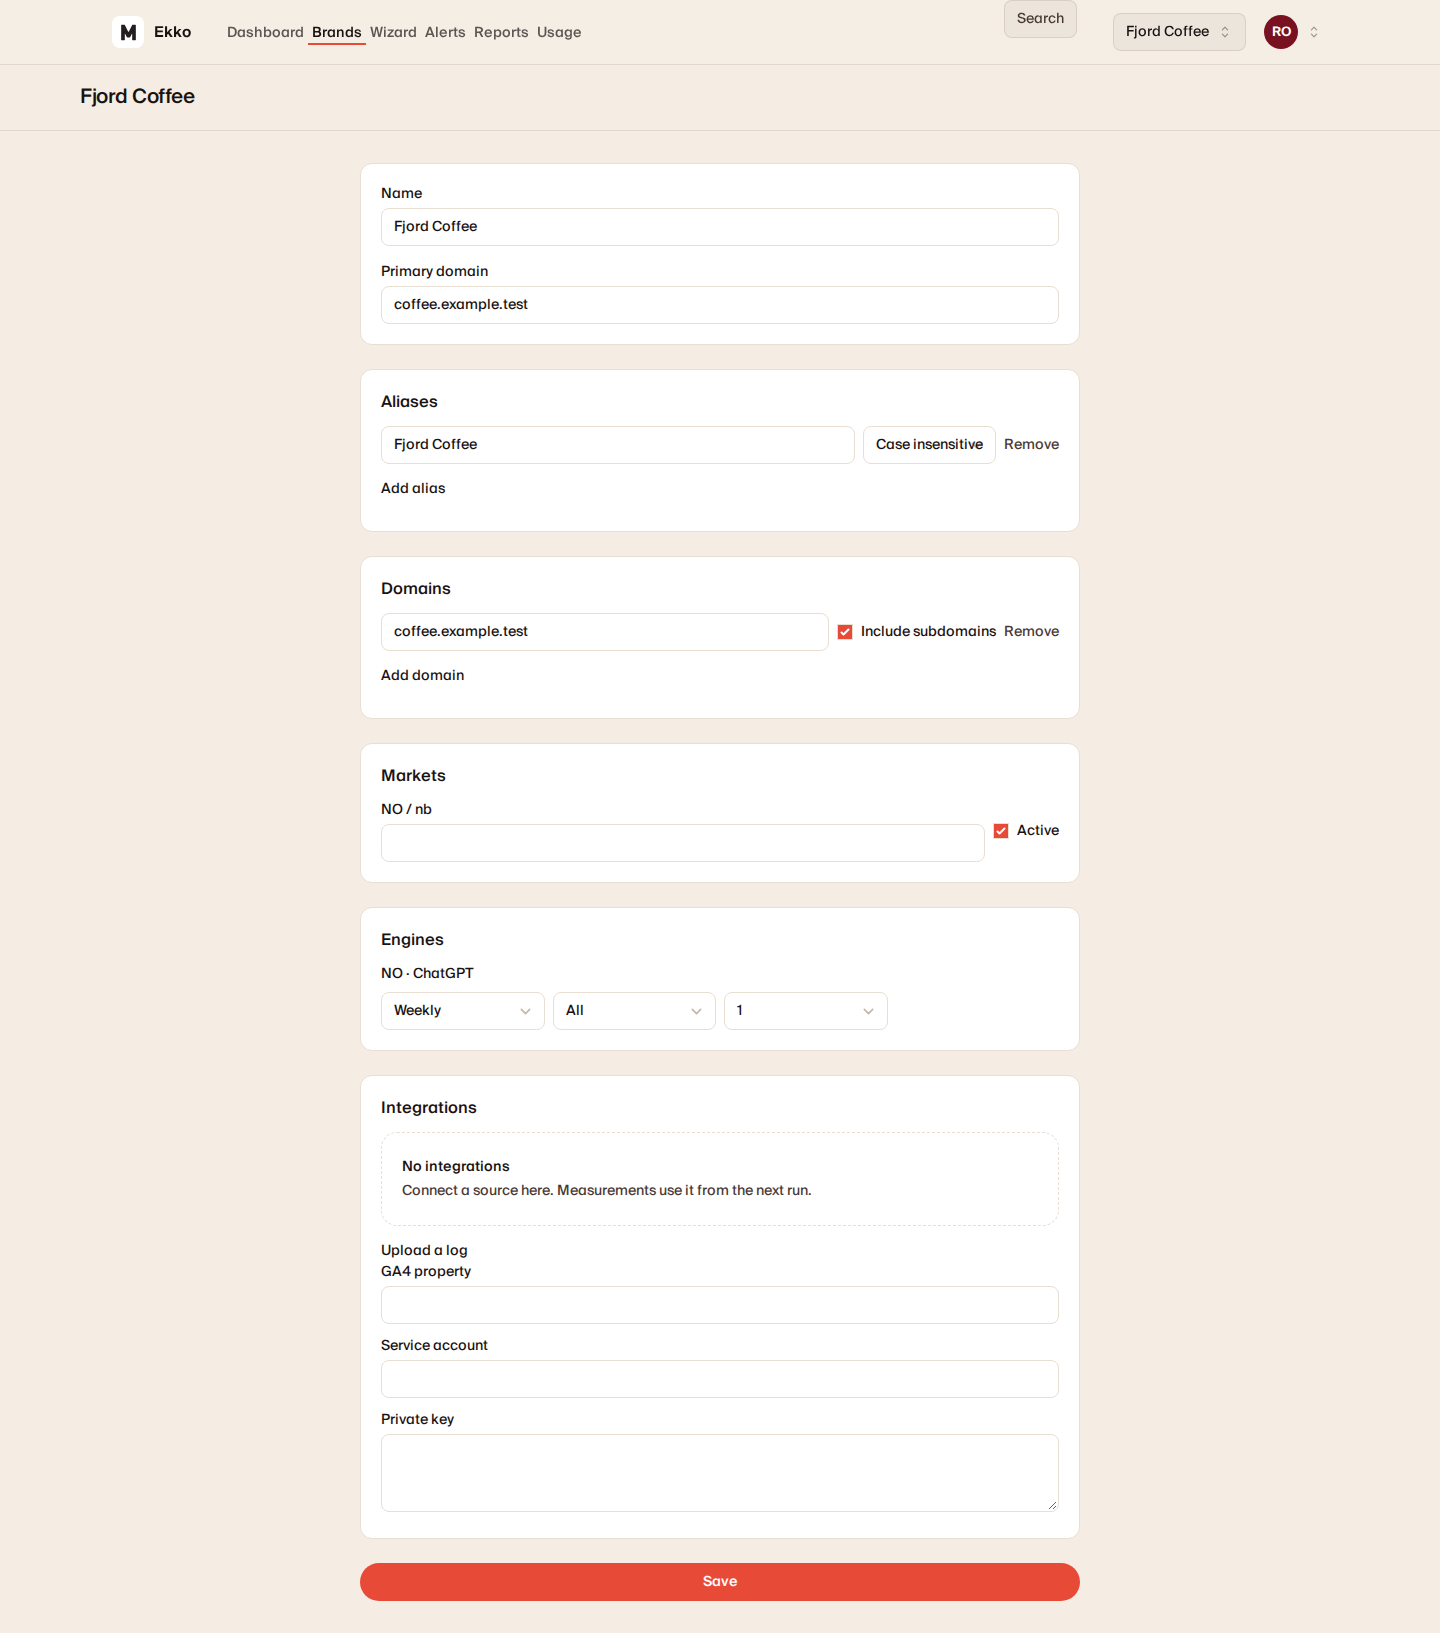 M Ekko Dashboard Brands Wizard Alerts Reports Usage Search Fjord Coffee RO
Fjord Coffee
Name
Fjord Coffee
Primary domain
coffee.example.test
Aliases
Fjord Coffee Case insensitive Remove
Add alias
Domains
coffee.example.test Include subdomains Remove
Add domain
Markets
NO / nb
Active
Engines
NO · ChatGPT
Weekly All 1
Integrations
No integrations
Connect a source here. Measurements use it from the next run.
Upload a log
GA4 property
Service account
Private key
Save